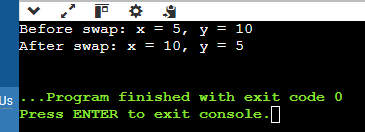 Before swap: x = 5, y = 10
After swap: x = 10, y = 5
Us
...Program finished with exit code 0
Press ENTER to exit console.